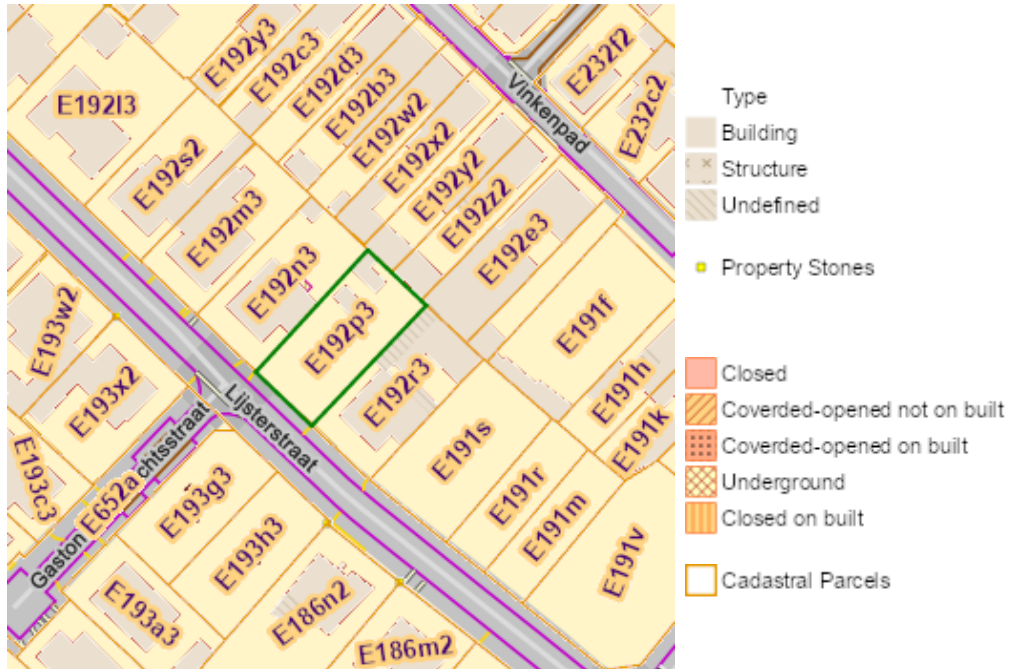 E192y3
E192c3
E192d3
E192b3
E192w2
E192x2
E192y2
E192z2
E192e3
E232f2
E232c2
Vinkenpad
E192l3
E192s2
E192m3
E192n3
E192p3
E192r3
E191f
E191h
E191k
E191s
E191r
E191m
E191v
E193w2
E193x2
E193c3
Lijsterstraat
Gaston
E652a
chtsstraat
E193g3
E193h3
E193a3
E186n2
E186m2
Type
Building
Structure
Undefined
Property Stones
Closed
Coverded-opened not on built
Coverded-opened on built
Underground
Closed on built
Cadastral Parcels